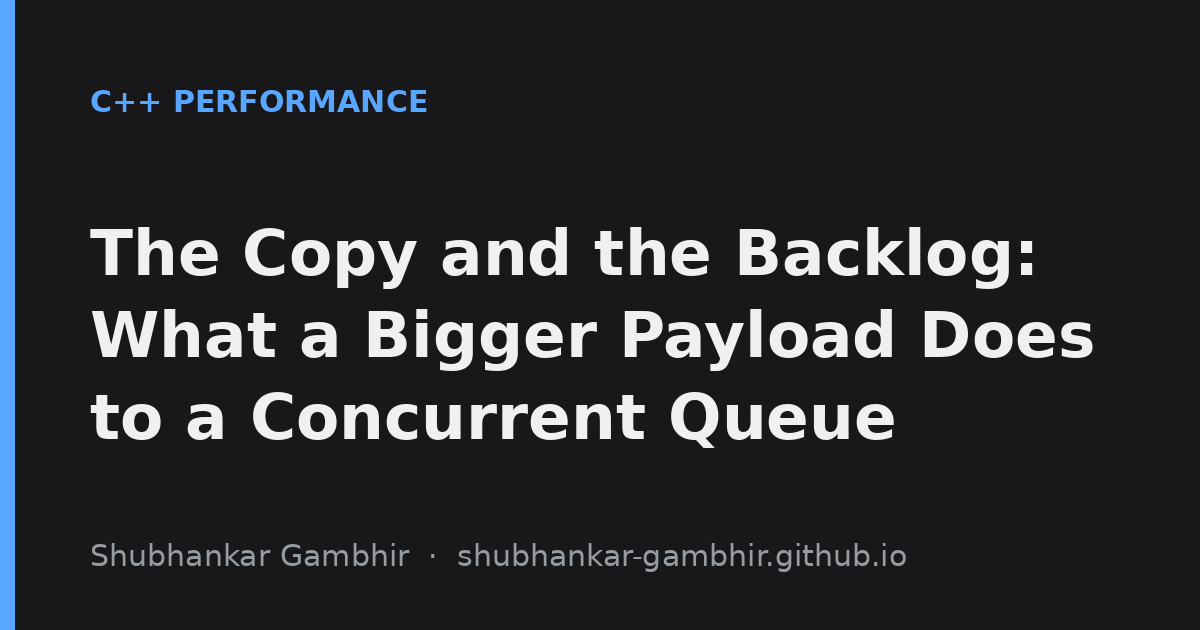 C++ PERFORMANCE
The Copy and the Backlog:
What a Bigger Payload Does
to a Concurrent Queue
Shubhankar Gambhir · shubhankar-gambhir.github.io